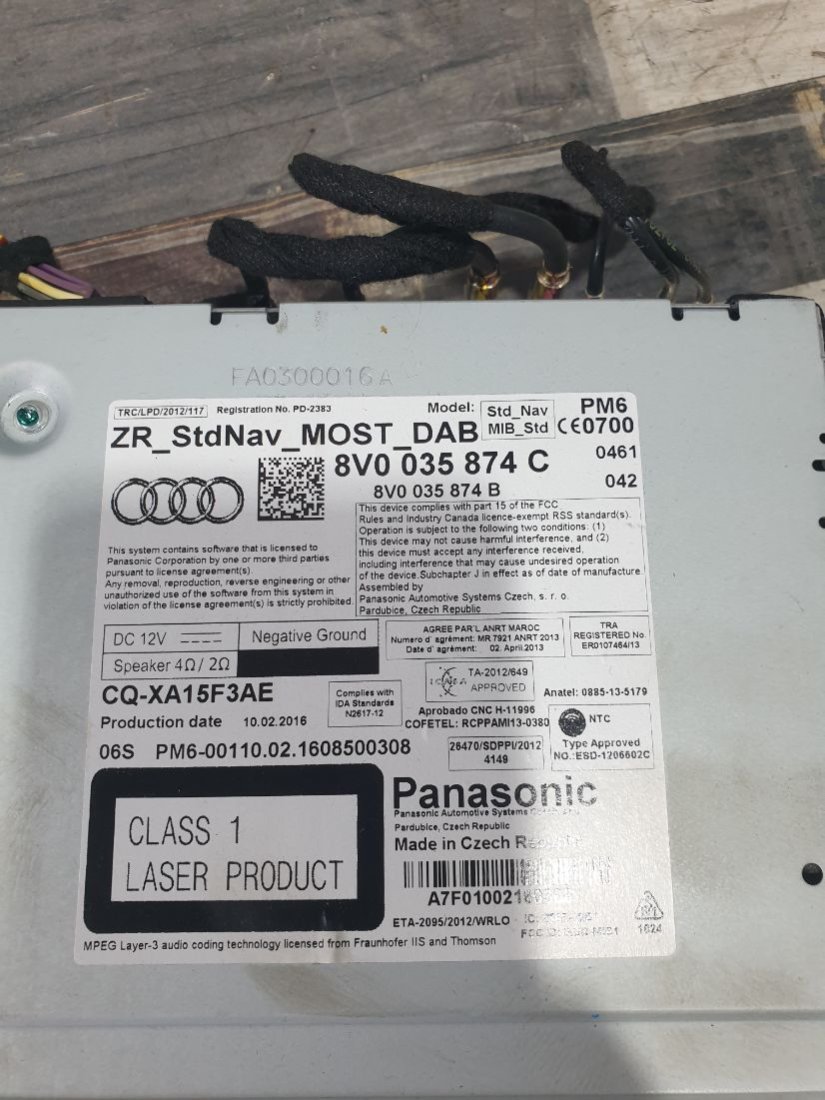 FA0300016A
TRC/LPD/2012/117 Registration No. PD-2383 Model: Std_Nav MIB_Std PM6
CE0700
ZR_StdNav_MOST_DAB
8V0 035 874 C 0461
8V0 035 874 B 042
This device complies with part 15 of the FCC
Rules and Industry Canada licence-exempt RSS standard(s).
Operation is subject to the following two conditions: (1)
This device may not cause harmful interference, and (2)
this device must accept any interference received,
including interference that may cause undesired operation
of the device.Subchapter J in effect as of date of manufacture.
Assembled by
Panasonic Automotive Systems Czech, s. r. o.
Pardubice, Czech Republic
This system contains software that is licensed to
Panasonic Corporation by one or more third parties
pursuant to license agreement(s).
Any removal, reproduction, reverse engineering or other
unauthorized use of the software from this system in
violation of the license agreement(s) is strictly prohibited.
DC 12V Negative Ground
Speaker 4Ω/ 2Ω
AGREE PAR'L ANRT MAROC
Numero d' agrément: MR 7921 ANRT 2013
Date d' agrément: 02. April.2013
TRA
REGISTERED No.
ER0107464/13
TA-2012/649
APPROVED
CQ-XA15F3AE
Complies with
IDA Standards
N2617-12
Anatel: 0885-13-5179
Production date 10.02.2016
Aprobado CNC H-11996
COFETEL: RCPPAMI13-0380
NTC
Type Approved
NO.:ESD-1206602C
06S PM6-00110.02.1608500308
26470/SDPPI/2012
4149
CLASS 1
LASER PRODUCT
Panasonic
Panasonic Automotive Systems
Pardubice, Czech Republic
Made in Czech
ETA-2095/2012/WRLO
1624
MPEG Layer-3 audio coding technology licensed from Fraunhofer IIS and Thomson